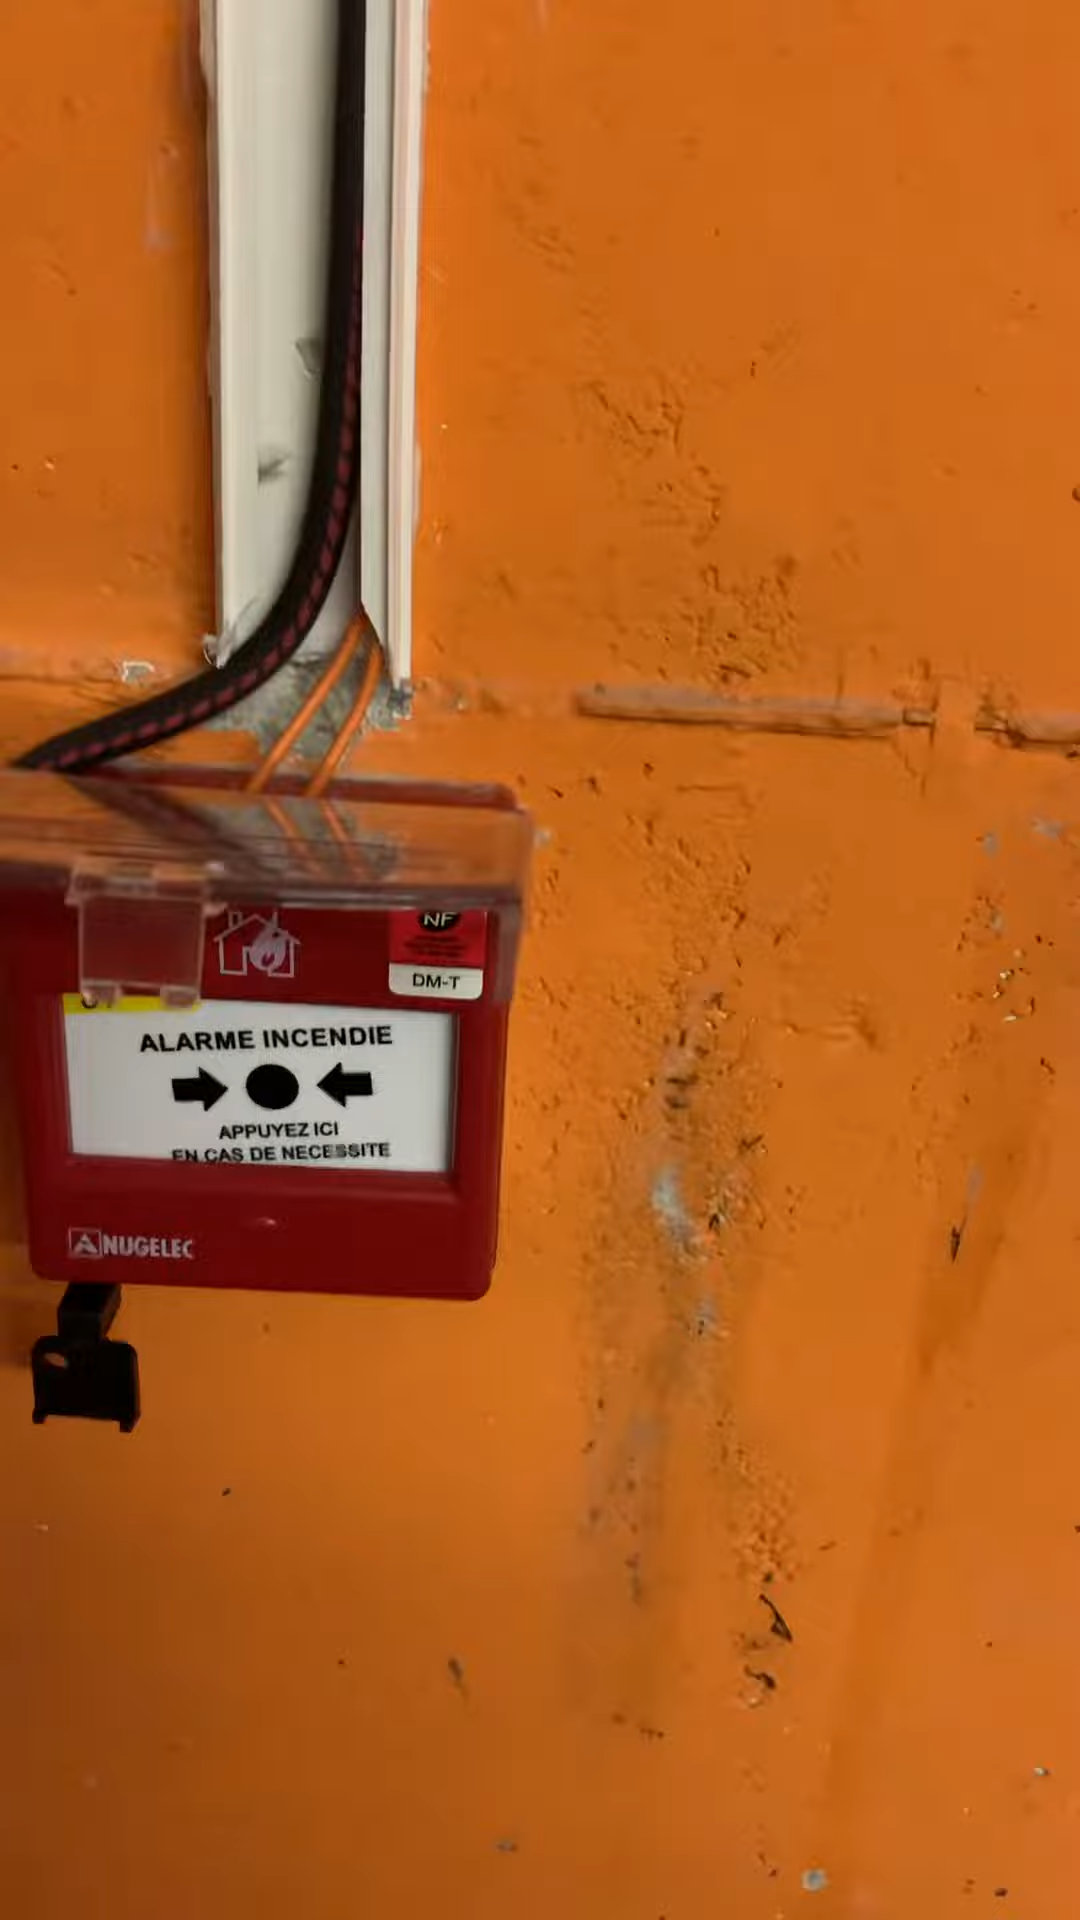 NF
DM-T
ALARME INCENDIE
APPUYEZ ICI
EN CAS DE NECESSITE
NUGELEC